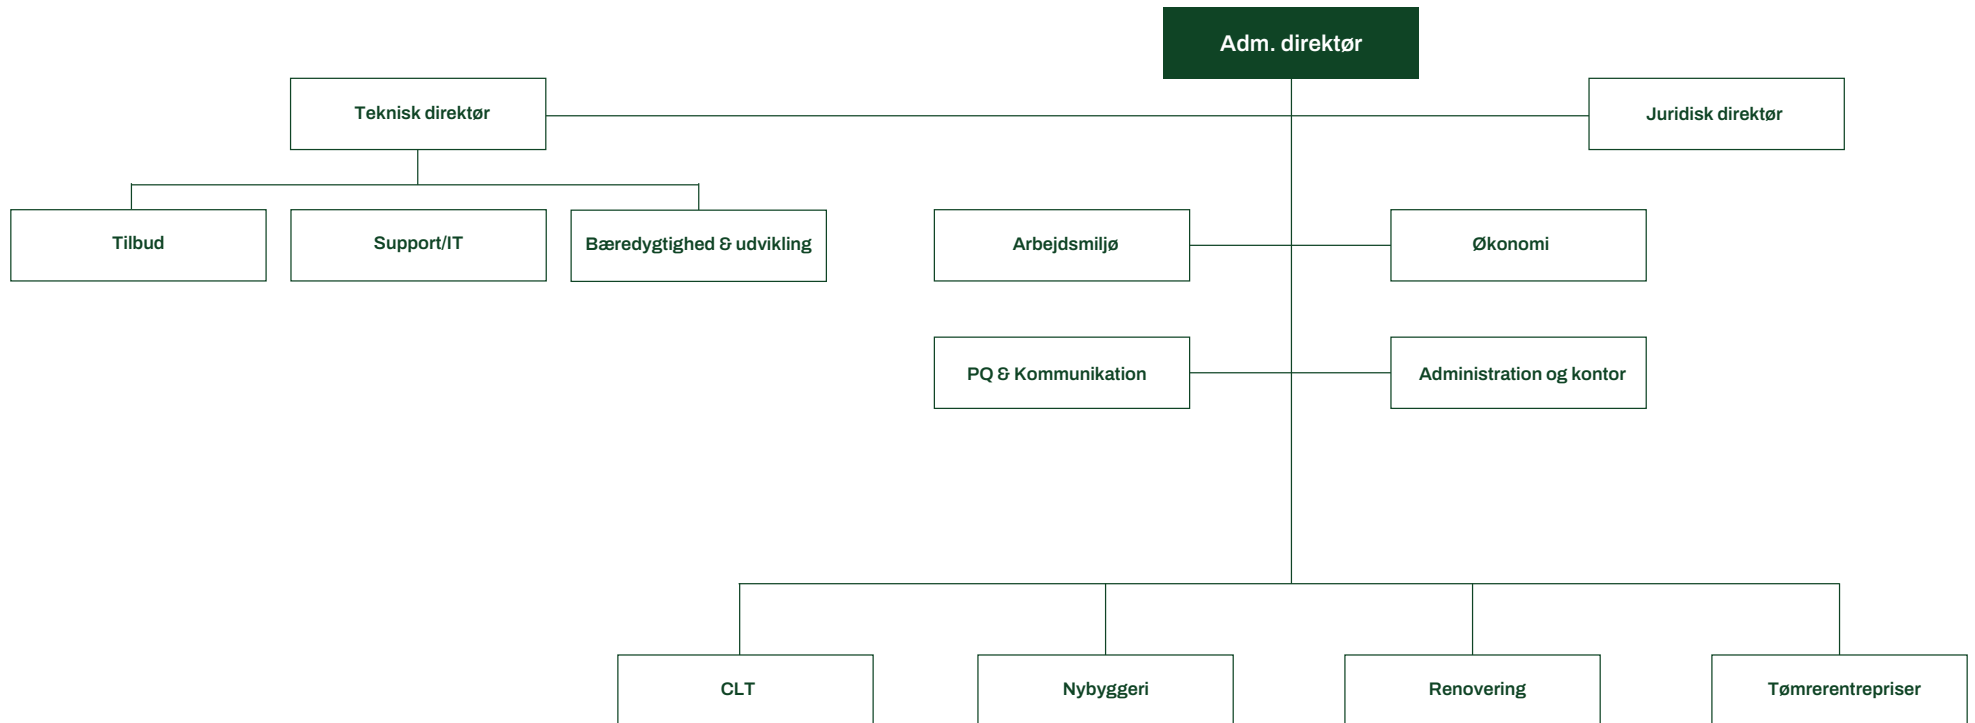 Adm. direktør
Teknisk direktør
Juridisk direktør
Tilbud
Support/IT
Bæredygtighed & udvikling
Arbejdsmiljø
Økonomi
PQ & Kommunikation
Administration og kontor
CLT
Nybyggeri
Renovering
Tømrerentrepriser